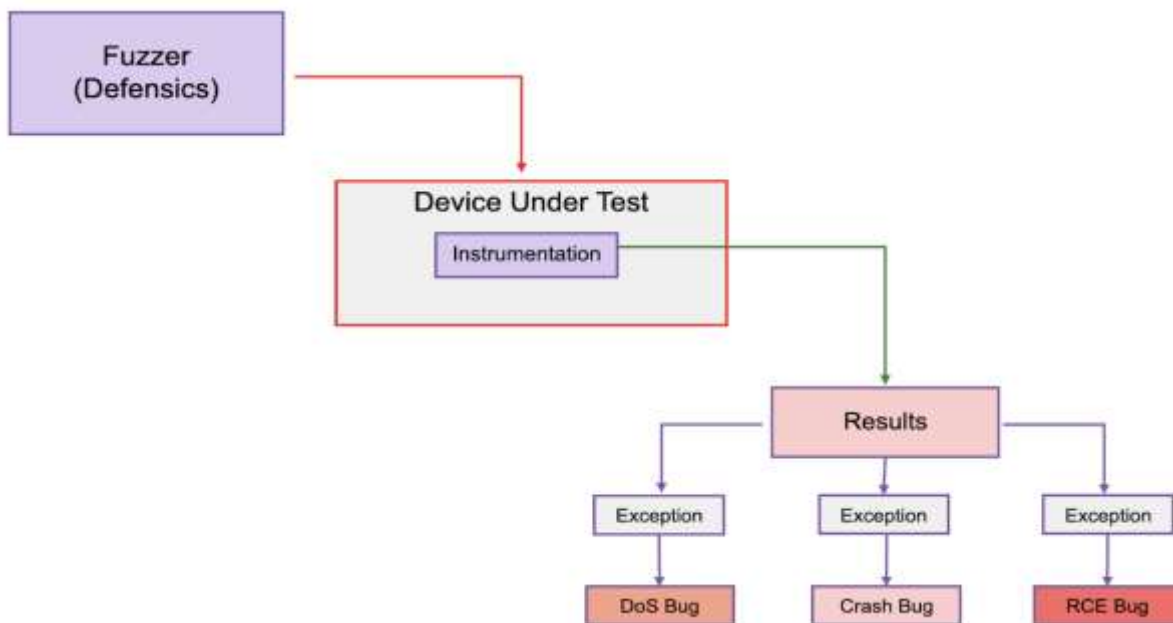 Fuzzer
(Defensics)
Device Under Test
Instrumentation
Results
Exception
Exception
Exception
DoS Bug
Crash Bug
RCE Bug